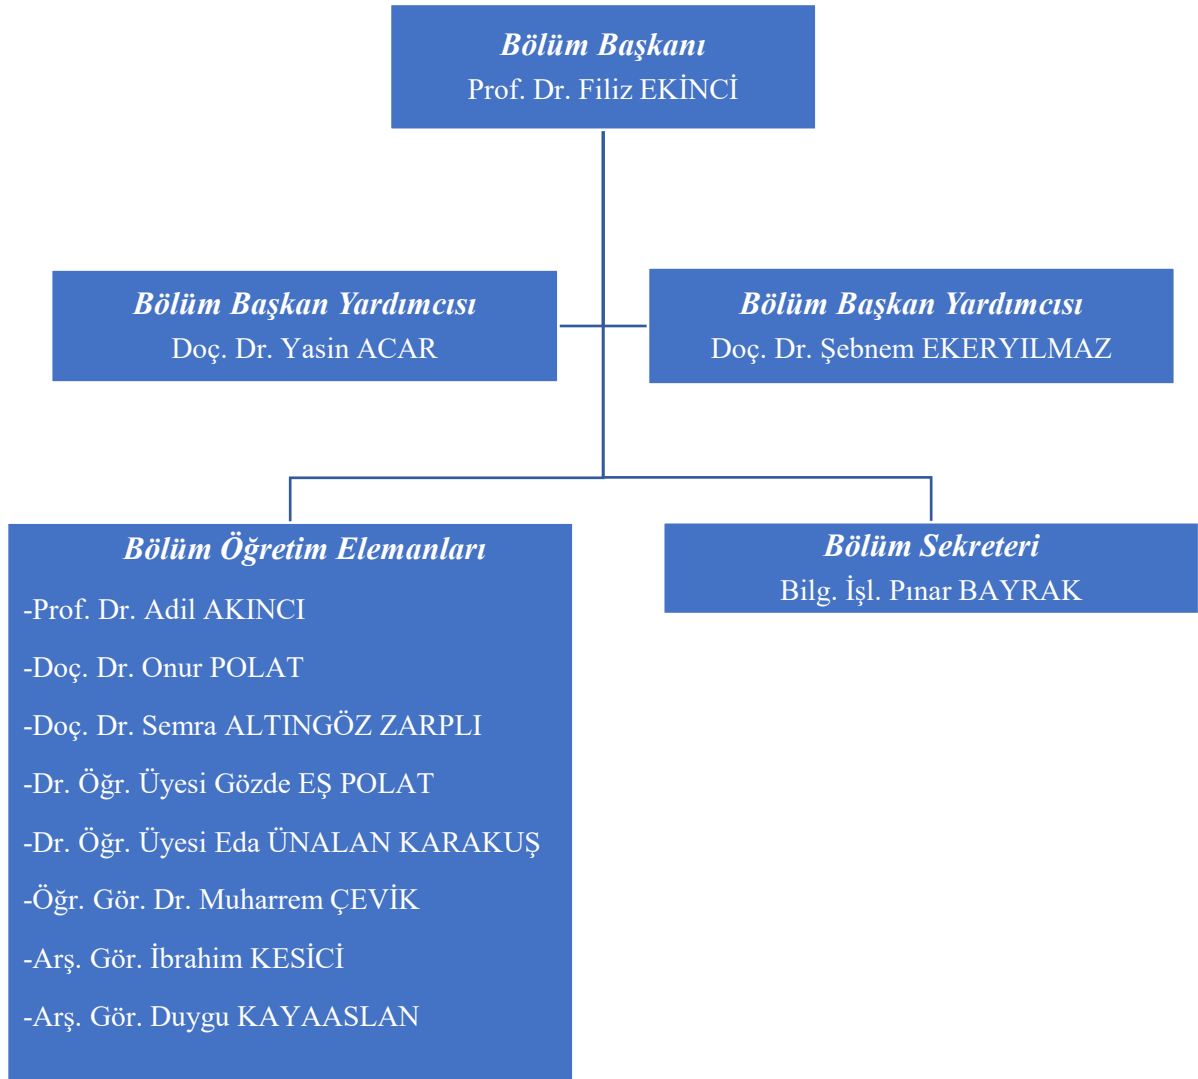 Bölüm Başkanı
Prof. Dr. Filiz EKİNCİ
Bölüm Başkan Yardımcısı
Doç. Dr. Yasin ACAR
Bölüm Başkan Yardımcısı
Doç. Dr. Şebnem EKERYILMAZ
Bölüm Öğretim Elemanları
-Prof. Dr. Adil AKINCI
-Doç. Dr. Onur POLAT
-Doç. Dr. Semra ALTINGÖZ ZARPLI
-Dr. Öğr. Üyesi Gözde EŞ POLAT
-Dr. Öğr. Üyesi Eda ÜNALAN KARAKUŞ
-Öğr. Gör. Dr. Muharrem ÇEVİK
-Arş. Gör. İbrahim KESİCİ
-Arş. Gör. Duygu KAYAASLAN
Bölüm Sekreteri
Bilg. İşl. Pınar BAYRAK